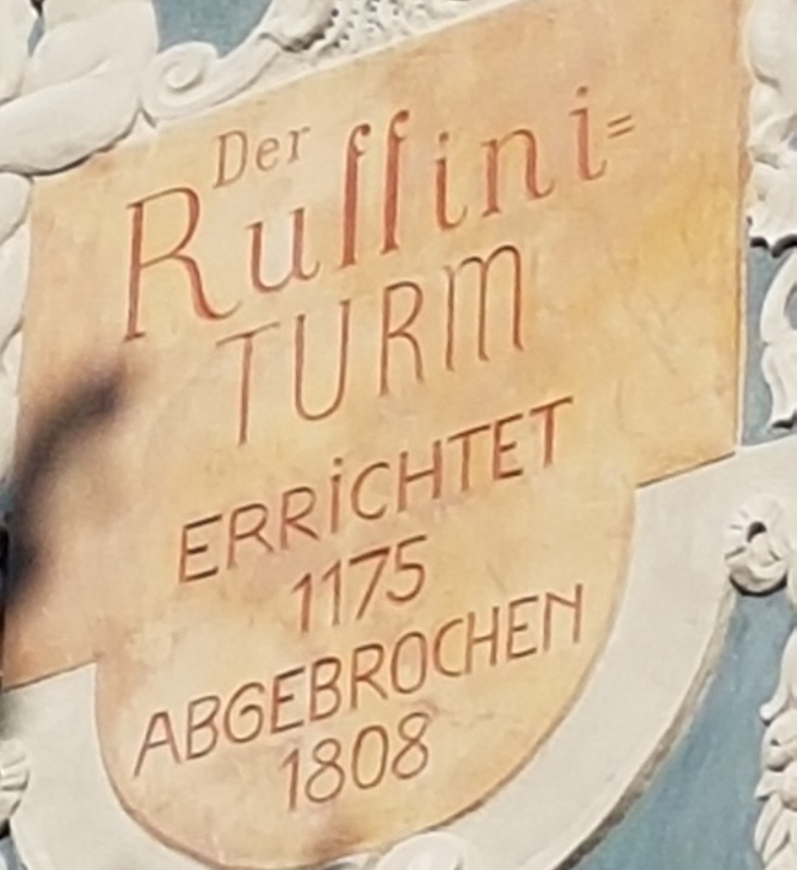 Der
Ruffini=
TURM
ERRiCHTET
1175
ABGEBROCHEN
1808